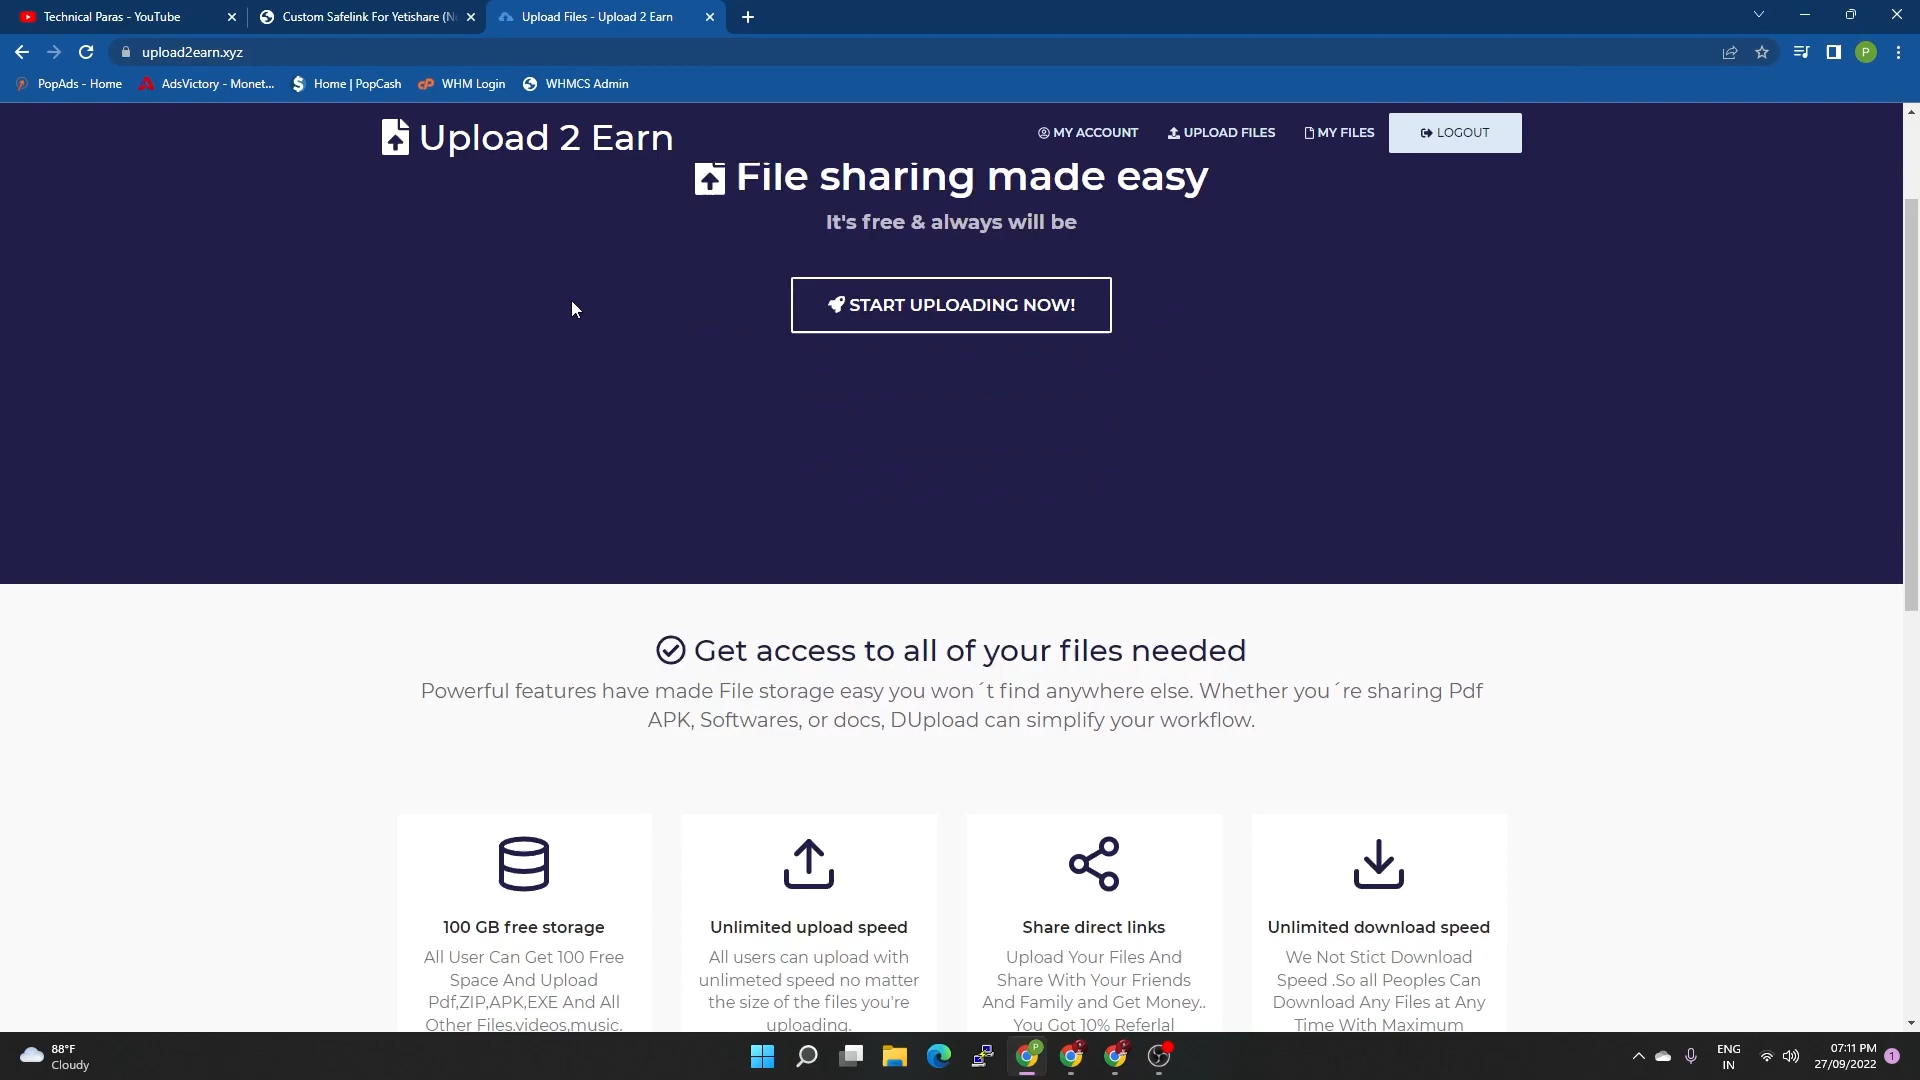 Technical Paras - YouTube
Custom Safelink For Yetishare (N
Upload Files - Upload 2 Earn
upload2earn.xyz
P
PopAds - Home
AdsVictory - Monet...
Home | PopCash
WHM Login
WHMCS Admin
Upload 2 Earn
MY ACCOUNT
UPLOAD FILES
MY FILES
LOGOUT
File sharing made easy
It's free & always will be
START UPLOADING NOW!
Get access to all of your files needed
Powerful features have made File storage easy you won´t find anywhere else. Whether you´re sharing Pdf
APK, Softwares, or docs, DUpload can simplify your workflow.
100 GB free storage
All User Can Get 100 Free
Space And Upload
Pdf,ZIP,APK,EXE And All
Other Files,videos,music.
Unlimited upload speed
All users can upload with
unlimeted speed no matter
the size of the files you're
uploading.
Share direct links
Upload Your Files And
Share With Your Friends
And Family and Get Money..
You Got 10% Referlal
Unlimited download speed
We Not Stict Download
Speed .So all Peoples Can
Download Any Files at Any
Time With Maximum
88°F
Cloudy
ENG
IN
07:11 PM
27/09/2022
1